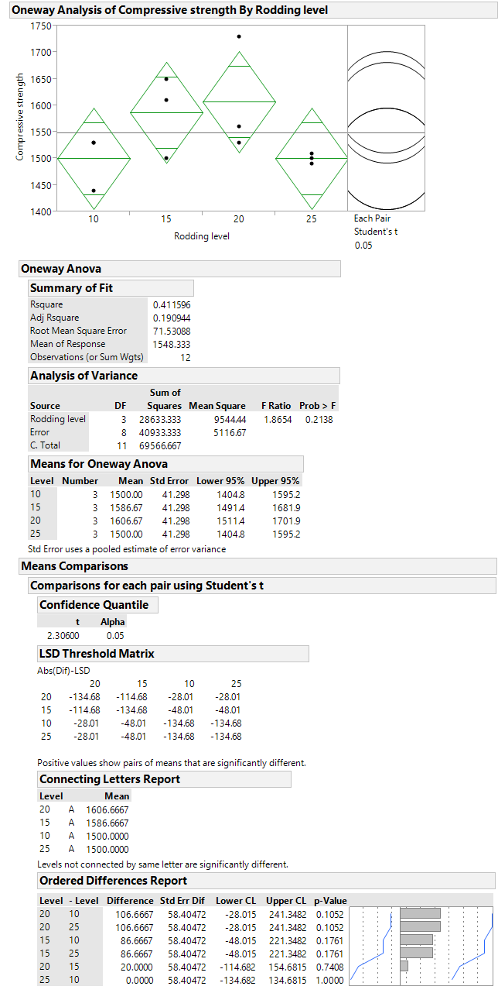 Oneway Analysis of Compressive strength By Rodding level
1750
1700
1650
1600
1550
1500
1450
1400
Compressive strength
10 15 20 25
Rodding level
Each Pair
Student's t
0.05
Oneway Anova
Summary of Fit
Rsquare 0.411596
Adj Rsquare 0.190944
Root Mean Square Error 71.53088
Mean of Response 1548.333
Observations (or Sum Wgts) 12
Analysis of Variance
Sum of
Source DF Squares Mean Square F Ratio Prob > F
Rodding level 3 28633.333 9544.44 1.8654 0.2138
Error 8 40933.333 5116.67
C. Total 11 69566.667
Means for Oneway Anova
Level Number Mean Std Error Lower 95% Upper 95%
10 3 1500.00 41.298 1404.8 1595.2
15 3 1586.67 41.298 1491.4 1681.9
20 3 1606.67 41.298 1511.4 1701.9
25 3 1500.00 41.298 1404.8 1595.2
Std Error uses a pooled estimate of error variance
Means Comparisons
Comparisons for each pair using Student's t
Confidence Quantile
t Alpha
2.30600 0.05
LSD Threshold Matrix
Abs(Dif)-LSD
20 15 10 25
20 -134.68 -114.68 -28.01 -28.01
15 -114.68 -134.68 -48.01 -48.01
10 -28.01 -48.01 -134.68 -134.68
25 -28.01 -48.01 -134.68 -134.68
Positive values show pairs of means that are significantly different.
Connecting Letters Report
Level Mean
20 A 1606.6667
15 A 1586.6667
10 A 1500.0000
25 A 1500.0000
Levels not connected by same letter are significantly different.
Ordered Differences Report
Level - Level Difference Std Err Dif Lower CL Upper CL p-Value
20 10 106.6667 58.40472 -28.015 241.3482 0.1052
20 25 106.6667 58.40472 -28.015 241.3482 0.1052
15 10 86.6667 58.40472 -48.015 221.3482 0.1761
15 25 86.6667 58.40472 -48.015 221.3482 0.1761
20 15 20.0000 58.40472 -114.682 154.6815 0.7408
25 10 0.0000 58.40472 -134.682 134.6815 1.0000